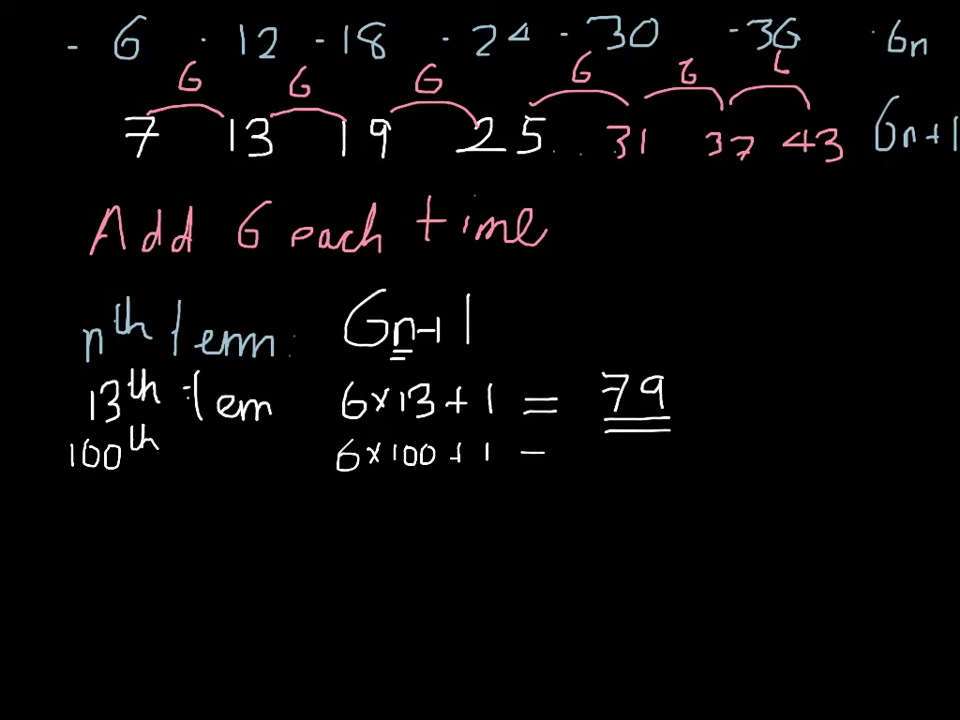 - 6 - 12 - 18 - 24 - 30 - 36 6n
6 6 6 6 6 6
7 13 19 25 ... 31 37 43 6n+1
Add 6 each time
nth term: 6n+1
13th term 6×13+1 = 79
100th 6×100+1 =